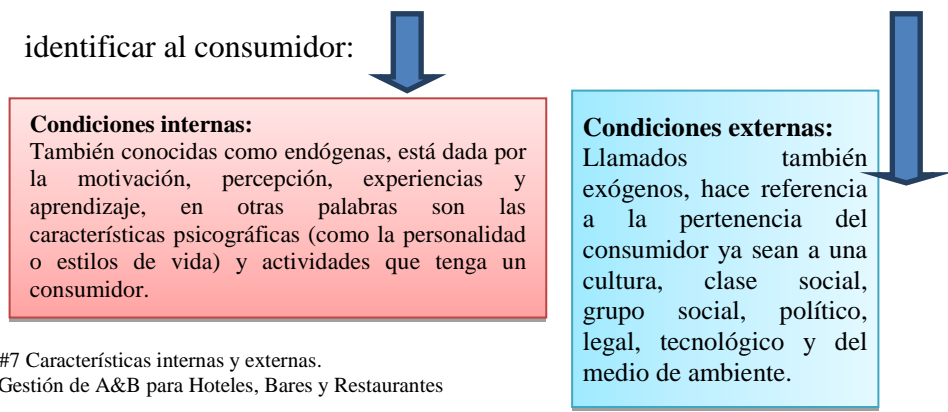 identificar al consumidor:
Condiciones internas:
También conocidas como endógenas, está dada por
la motivación, percepción, experiencias y
aprendizaje, en otras palabras son las
características psicográficas (como la personalidad
o estilos de vida) y actividades que tenga un
consumidor.
Condiciones externas:
Llamados también
exógenos, hace referencia
a la pertenencia del
consumidor ya sean a una
cultura, clase social,
grupo social, político,
legal, tecnológico y del
medio de ambiente.
#7 Características internas y externas.
Gestión de A&B para Hoteles, Bares y Restaurantes